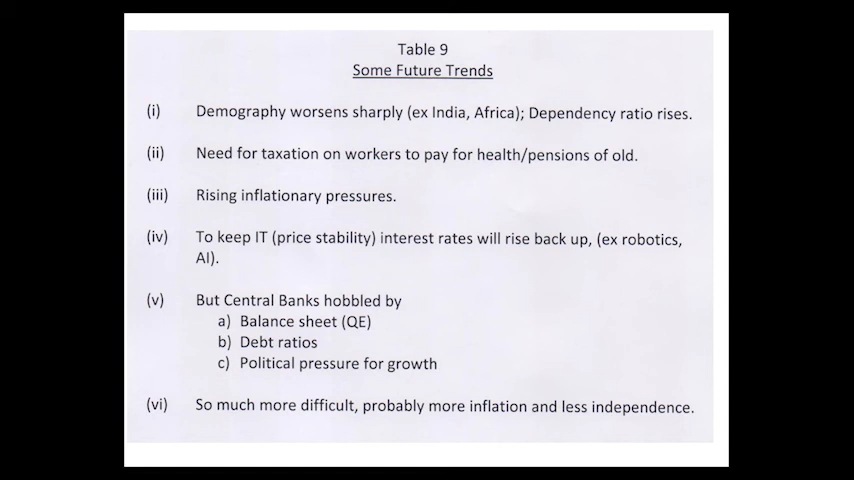 Table 9
Some Future Trends
(i) Demography worsens sharply (ex India, Africa); Dependency ratio rises.
(ii) Need for taxation on workers to pay for health/pensions of old.
(iii) Rising inflationary pressures.
(iv) To keep IT (price stability) interest rates will rise back up, (ex robotics,
AI).
(v) But Central Banks hobbled by
a) Balance sheet (QE)
b) Debt ratios
c) Political pressure for growth
(vi) So much more difficult, probably more inflation and less independence.